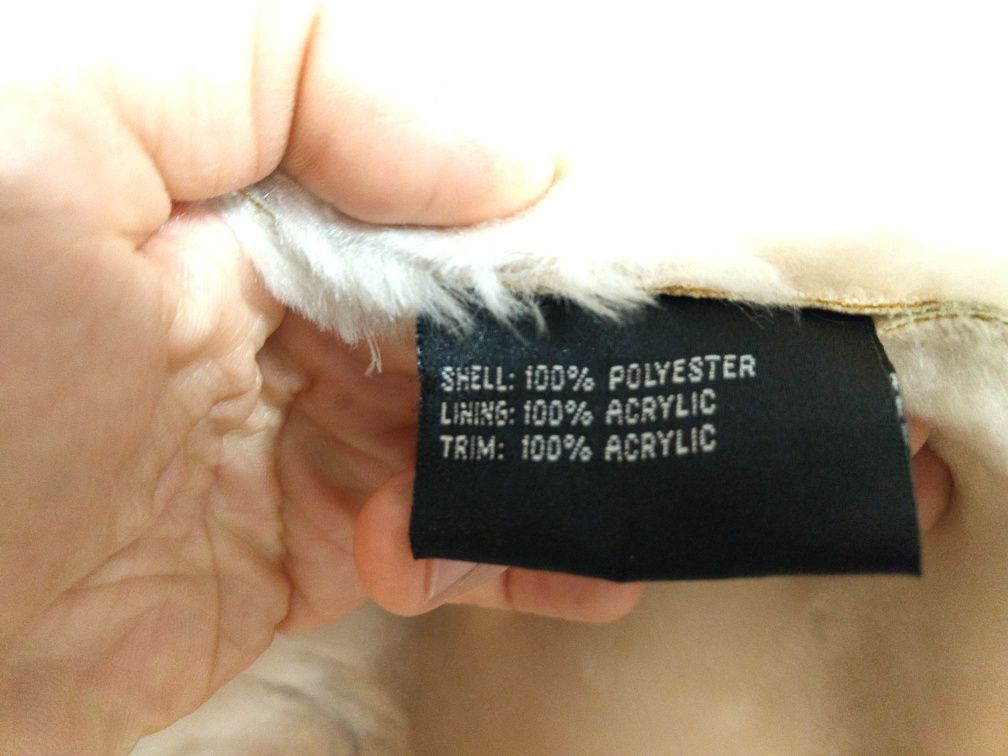 SHELL: 100% POLYESTER
LINING: 100% ACRYLIC
TRIM: 100% ACRYLIC